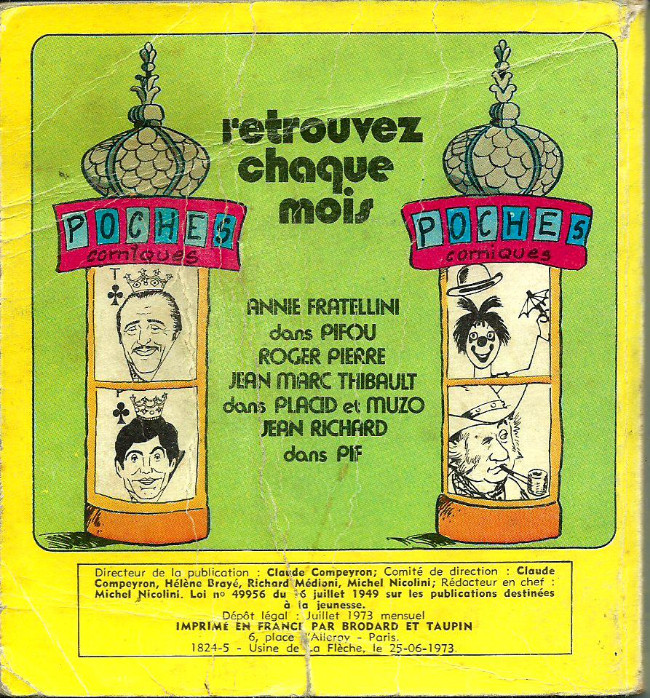 retrouvez
chaque
mois
POCHES
comiques
POCHES
comiques
T
T
ANNIE FRATELLINI
dans PIFOU
ROGER PIERRE
JEAN MARC THIBAULT
dans PLACID et MUZO
JEAN RICHARD
dans PIF
Directeur de la publication : Claude Compeyron; Comité de direction : Claude
Compeyron, Hélène Brayé, Richard Médioni, Michel Nicolini; Rédacteur en chef :
Michel Nicolini. Loi nº 49956 du 16 juillet 1949 sur les publications destinées
à la jeunesse.
Dépôt légal : Juillet 1973 mensuel
IMPRIMÉ EN FRANCE PAR BRODARD ET TAUPIN
6, place d'Alleray - Paris.
1824-5 - Usine de La Flèche, le 25-06-1973.